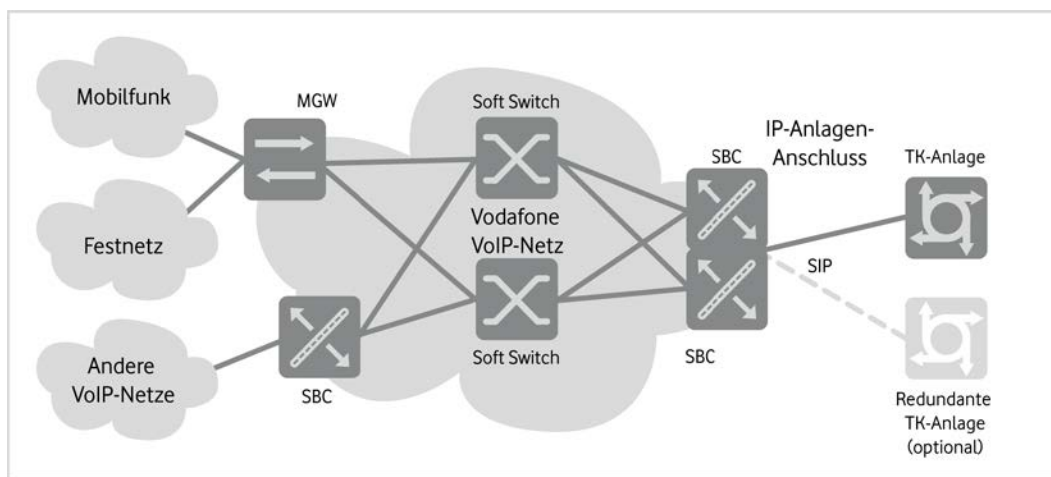 Mobilfunk
MGW
Soft Switch
IP-Anlagen-
Anschluss
SBC
TK-Anlage
Festnetz
Vodafone
VoIP-Netz
SIP
Andere
VoIP-Netze
SBC
Soft Switch
SBC
Redundante
TK-Anlage
(optional)